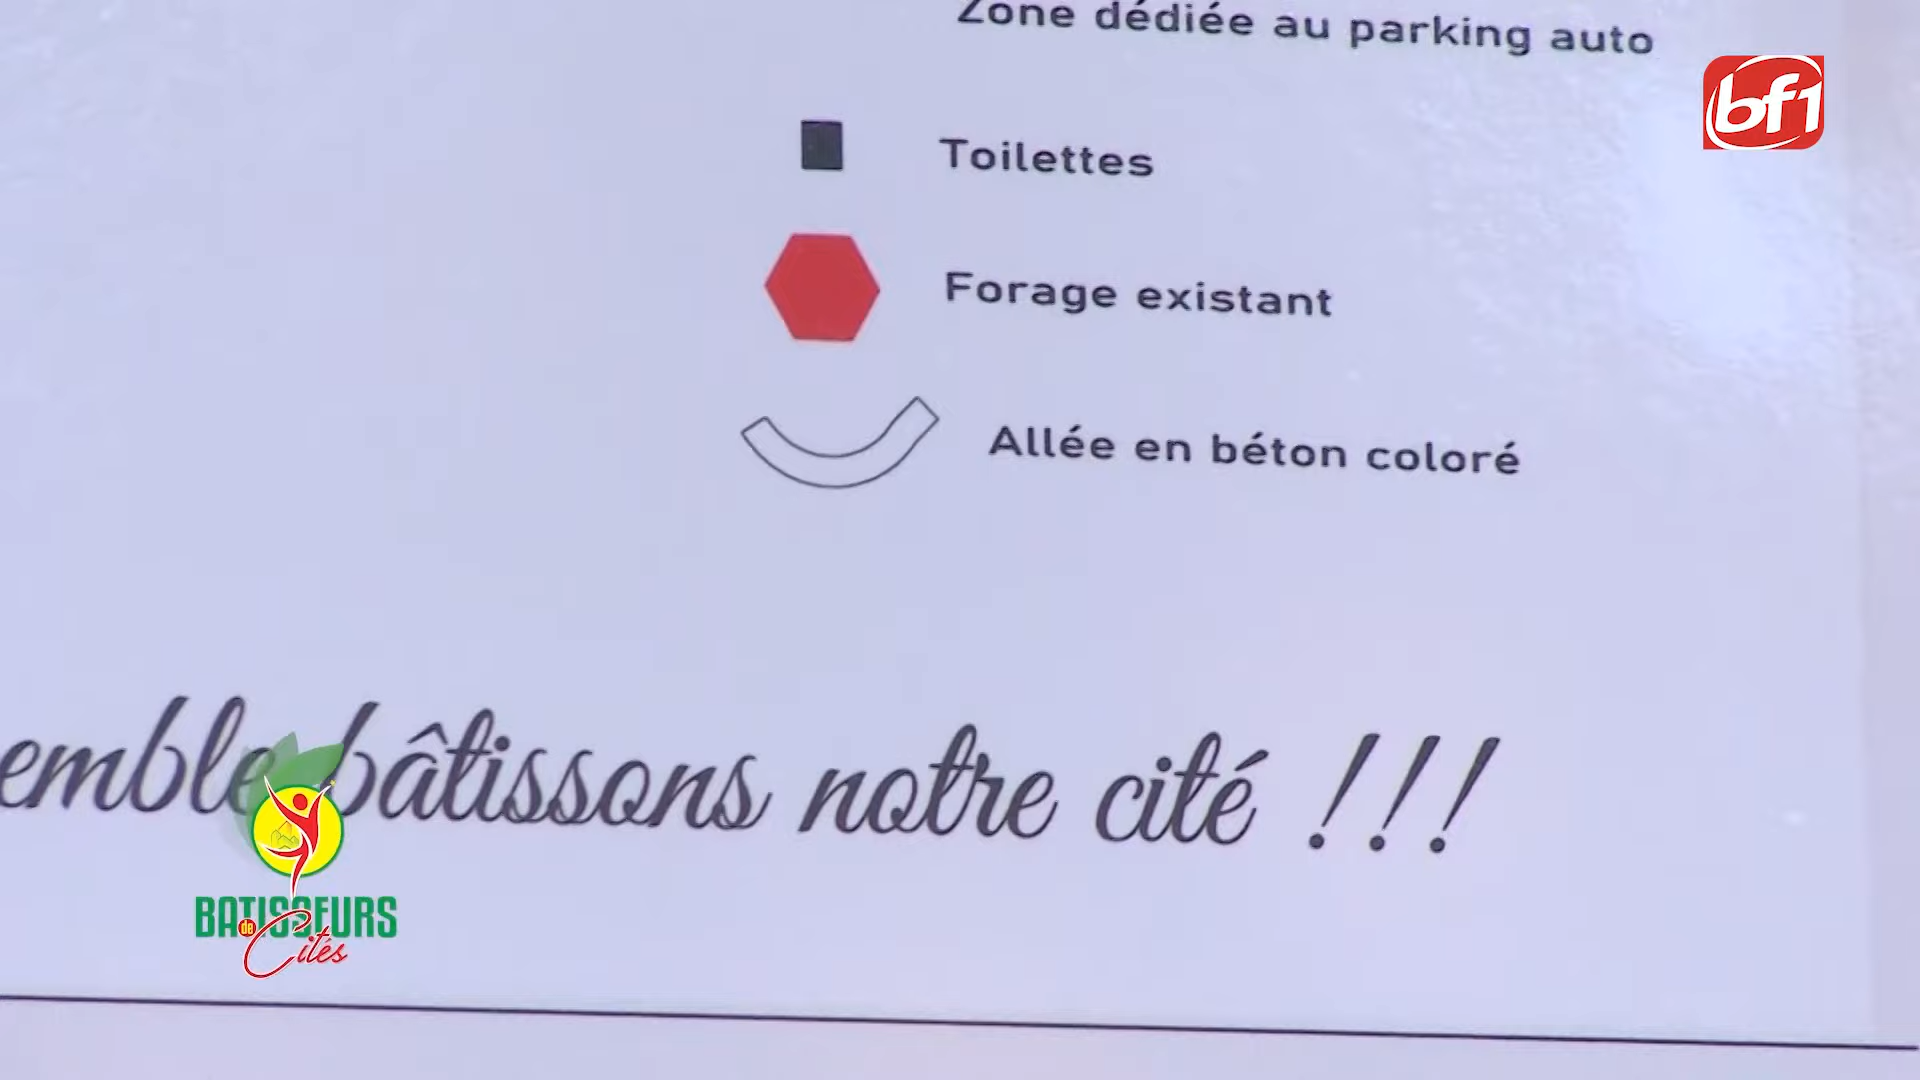 Zone dédiée au parking auto
bf1
Toilettes
Forage existant
Allée en béton coloré
emble bâtissons notre cité !!!
BATISSEURS
de
Cités